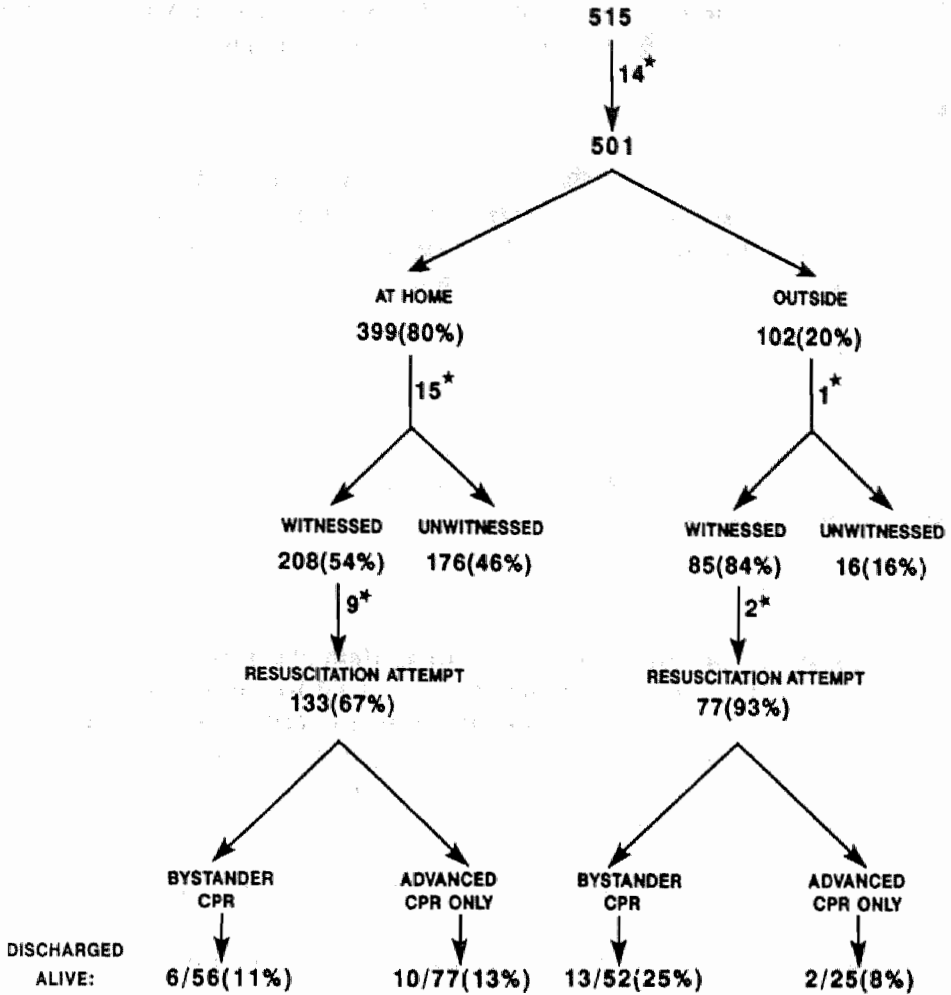 515
14★
501
AT HOME OUTSIDE
399(80%) 102(20%)
15★ 1★
WITNESSED UNWITNESSED WITNESSED UNWITNESSED
208(54%) 176(46%) 85(84%) 16(16%)
9★ 2★
RESUSCITATION ATTEMPT RESUSCITATION ATTEMPT
133(67%) 77(93%)
BYSTANDER ADVANCED BYSTANDER ADVANCED
CPR CPR ONLY CPR CPR ONLY
DISCHARGED
ALIVE: 6/56(11%) 10/77(13%) 13/52(25%) 2/25(8%)